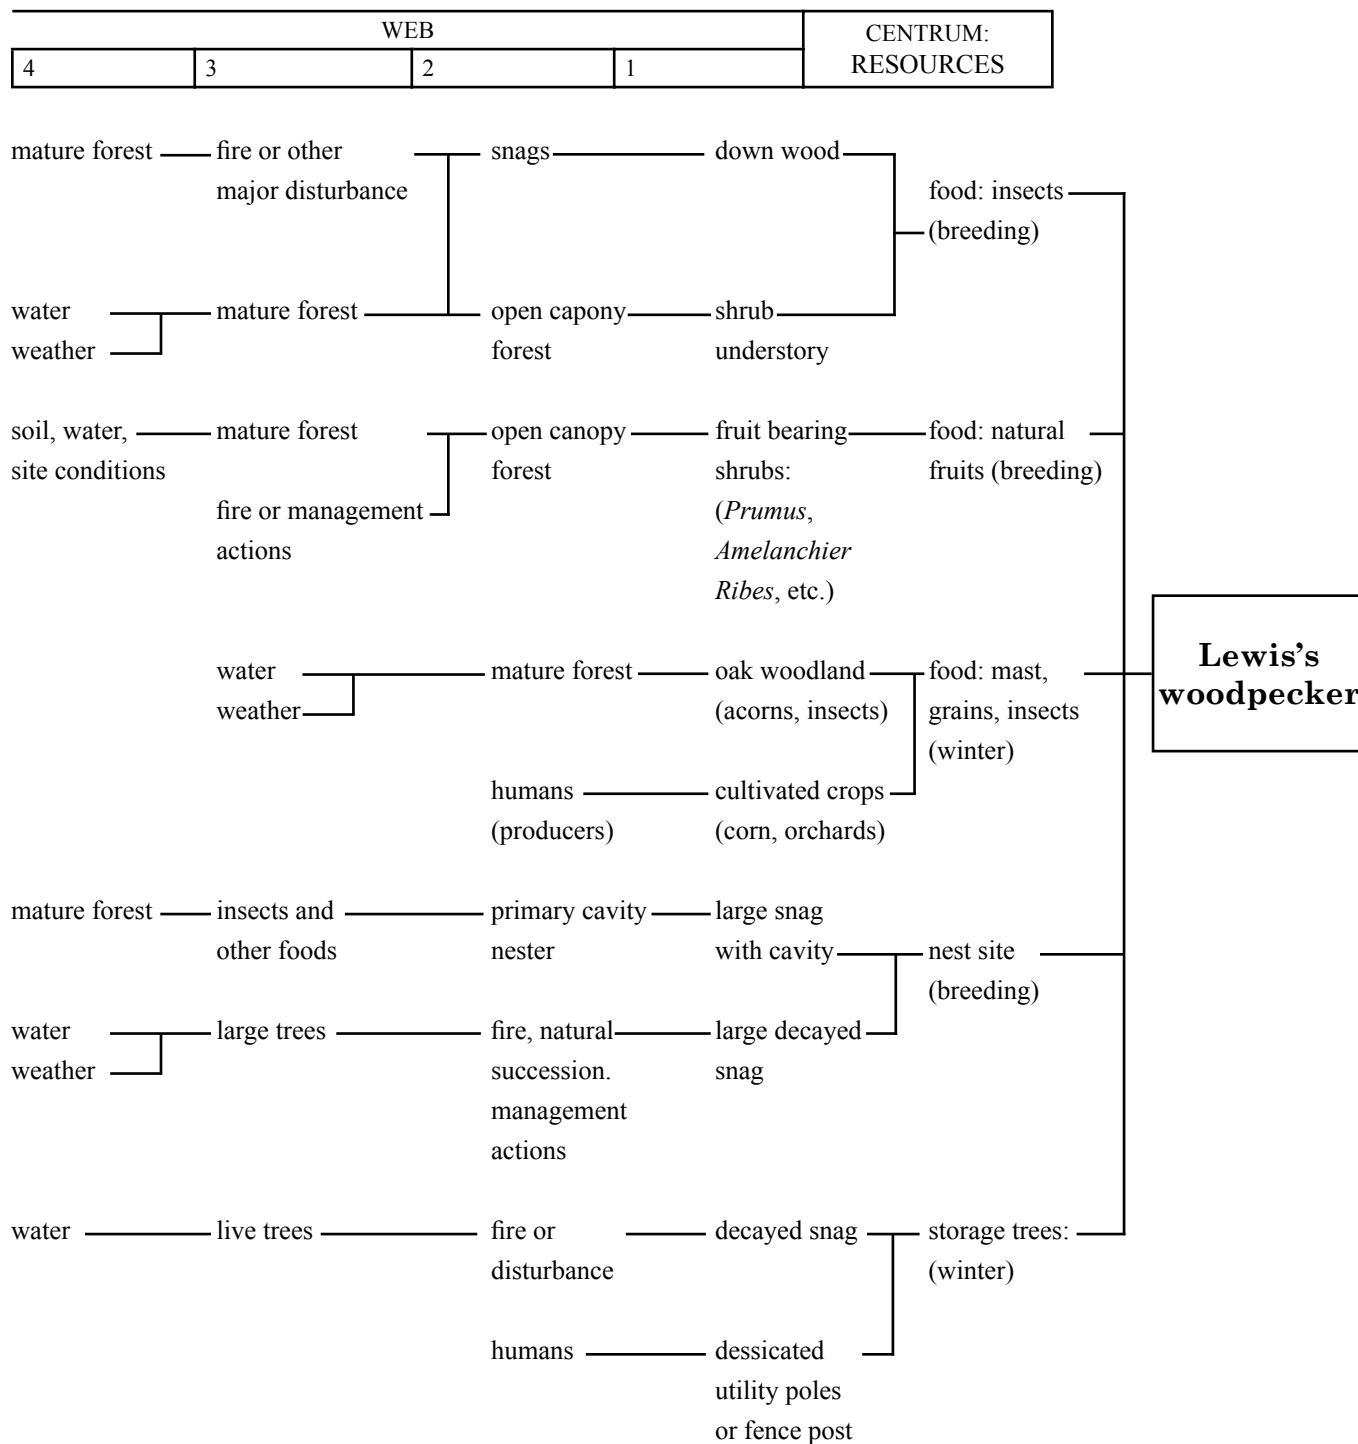 WEB
CENTRUM:
RESOURCES
4 3 2 1
mature forest fire or other snags down wood
major disturbance
food: insects
(breeding)
water mature forest open capony shrub
weather forest understory
soil, water, mature forest open canopy fruit bearing food: natural
site conditions forest shrubs: fruits (breeding)
fire or management (Prumus,
actions Amelanchier
Ribes, etc.)
water mature forest oak woodland food: mast,
weather (acorns, insects) grains, insects
(winter)
Lewis's
woodpecker
humans cultivated crops
(producers) (corn, orchards)
mature forest insects and primary cavity large snag
other foods nester with cavity nest site
(breeding)
water large trees fire, natural large decayed
weather succession. snag
management
actions
water live trees fire or decayed snag storage trees:
disturbance (winter)
humans dessicated
utility poles
or fence post